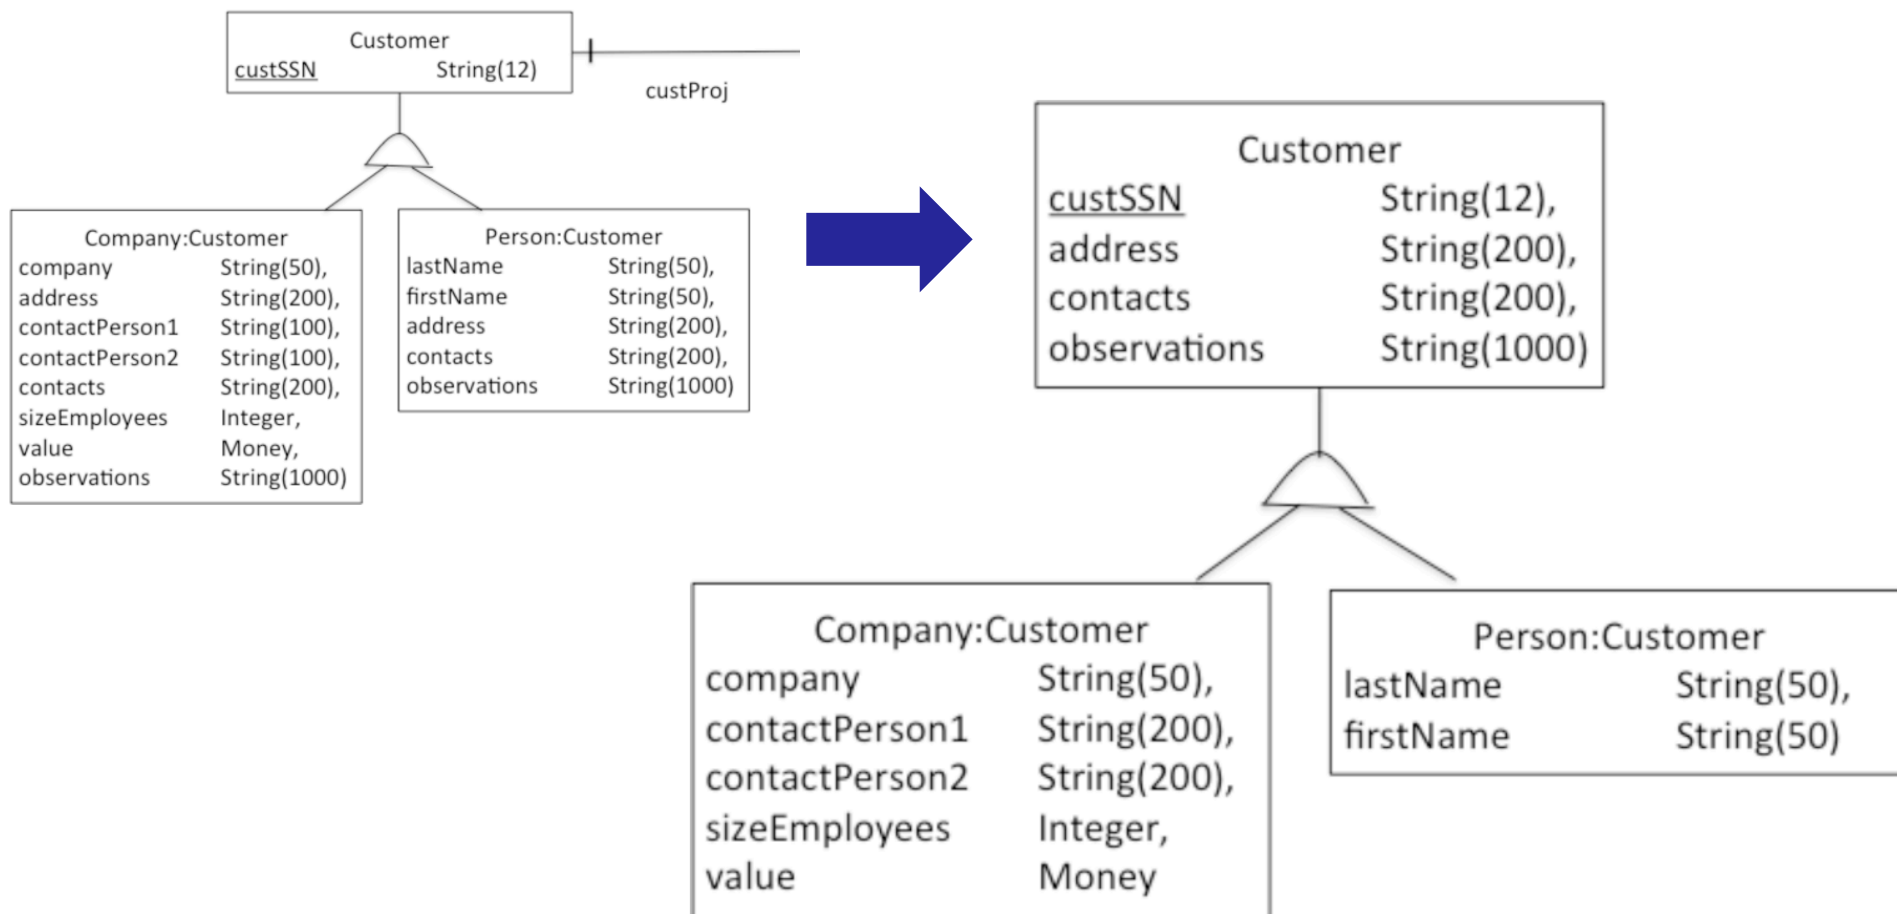 Customer
custSSN String(12)
custProj
Company:Customer
company String(50),
address String(200),
contactPerson1 String(100),
contactPerson2 String(100),
contacts String(200),
sizeEmployees Integer,
value Money,
observations String(1000)
Person:Customer
lastName String(50),
firstName String(50),
address String(200),
contacts String(200),
observations String(1000)
Customer
custSSN String(12),
address String(200),
contacts String(200),
observations String(1000)
Company:Customer
company String(50),
contactPerson1 String(200),
contactPerson2 String(200),
sizeEmployees Integer,
value Money
Person:Customer
lastName String(50),
firstName String(50)